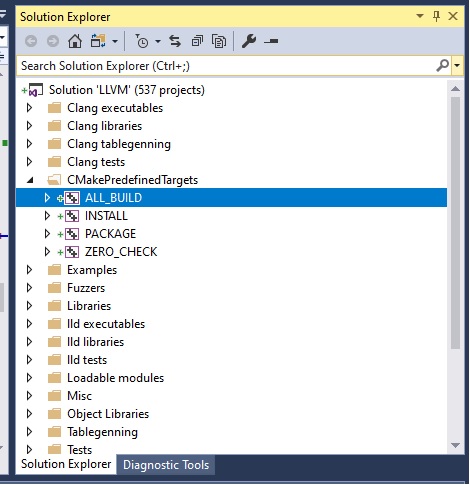 Solution Explorer
Search Solution Explorer (Ctrl+;)
Solution 'LLVM' (537 projects)
Clang executables
Clang libraries
Clang tablegenning
Clang tests
CMakePredefinedTargets
ALL_BUILD
INSTALL
PACKAGE
ZERO_CHECK
Examples
Fuzzers
Libraries
lld executables
lld libraries
lld tests
Loadable modules
Misc
Object Libraries
Tablegenning
Tests
Solution Explorer Diagnostic Tools